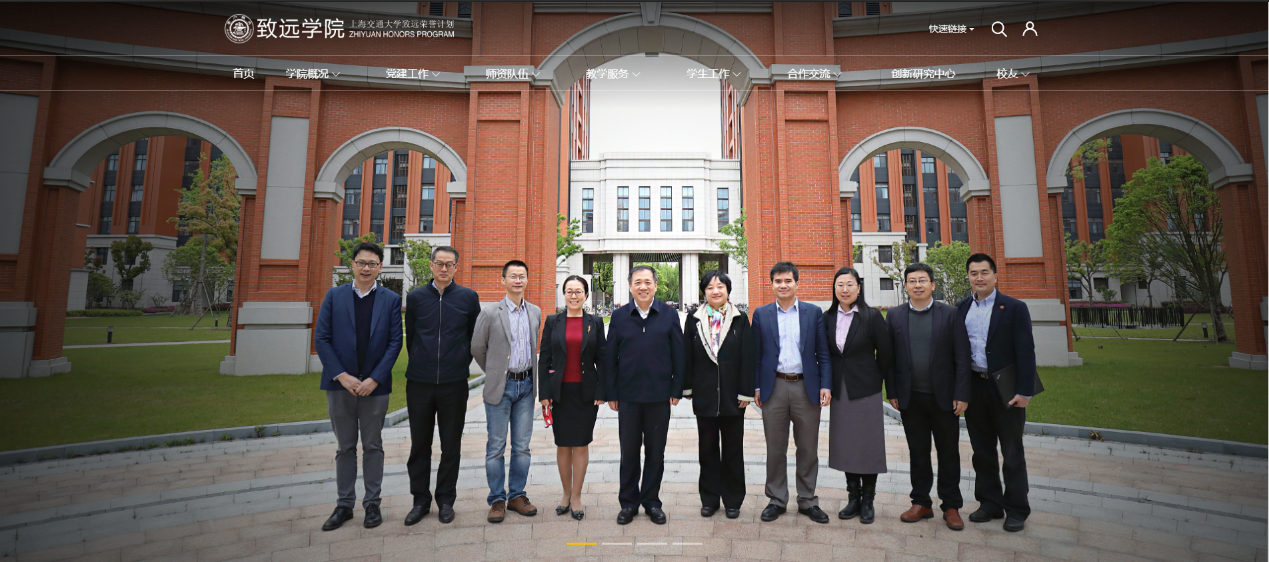 致远学院
上海交通大学致远荣誉计划
ZHIYUAN HONORS PROGRAM
快速链接
首页 学院概况 党建工作 师资队伍 教学服务 学生工作 合作交流 创新研究中心 校友